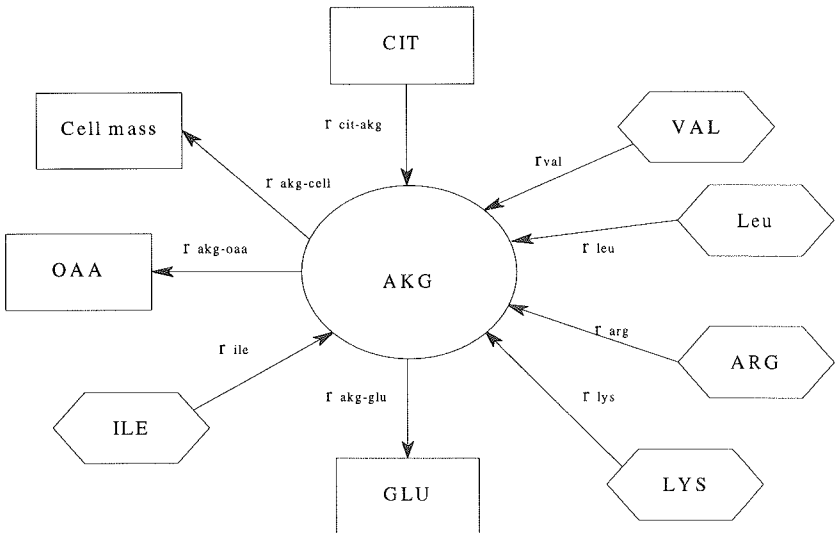 CIT
Cell mass
r cit-akg
VAL
r val
r akg-cell
Leu
r leu
r akg-oaa
OAA
AKG
r arg
ARG
r ile
r akg-glu
r lys
ILE
GLU
LYS